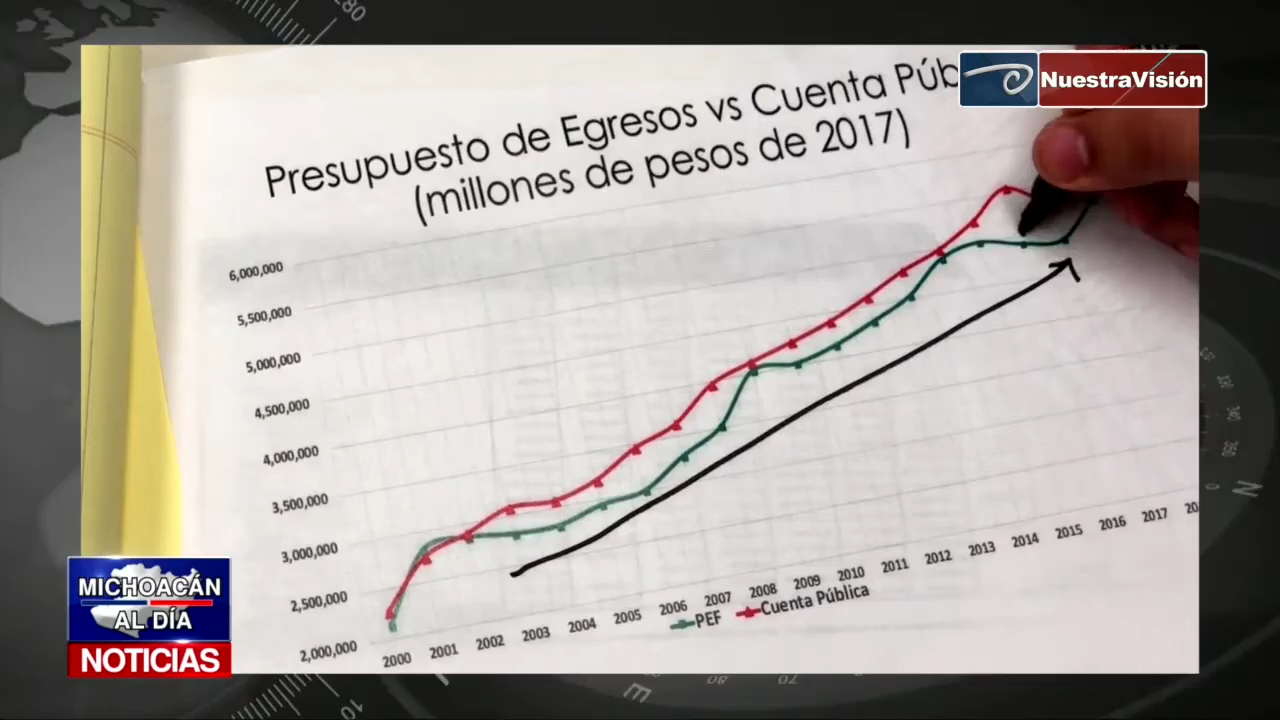 NuestraVisión
Presupuesto de Egresos vs Cuenta Púb
(millones de pesos de 2017)
6,000,000
5,500,000
5,000,000
4,500,000
4,000,000
3,500,000
3,000,000
2,500,000
2,000,000
2000 2001 2002 2003 2004 2005 2006 2007 2008 2009 2010 2011 2012 2013 2014 2015 2016 2017 20
PEF Cuenta Pública
MICHOACÁN
AL DÍA
NOTICIAS